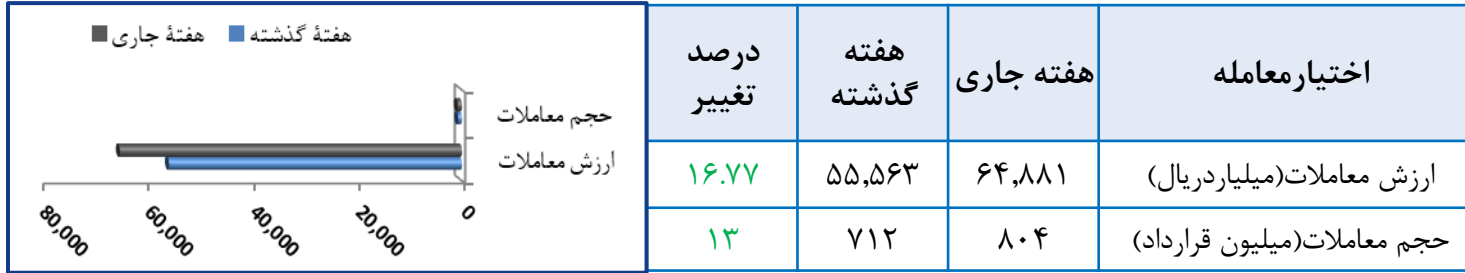 اختیارمعامله هفته جاری هفته گذشته درصد تغییر
ارزش معاملات(میلیاردریال) ۶۴,۸۸۱ ۵۵,۵۶۳ ۱۶.۷۷
حجم معاملات(میلیون قرارداد) ۸۰۴ ۷۱۲ ۱۳
هفتهٔ گذشته هفتهٔ جاری
حجم معاملات
ارزش معاملات
80,000 60,000 40,000 20,000 0